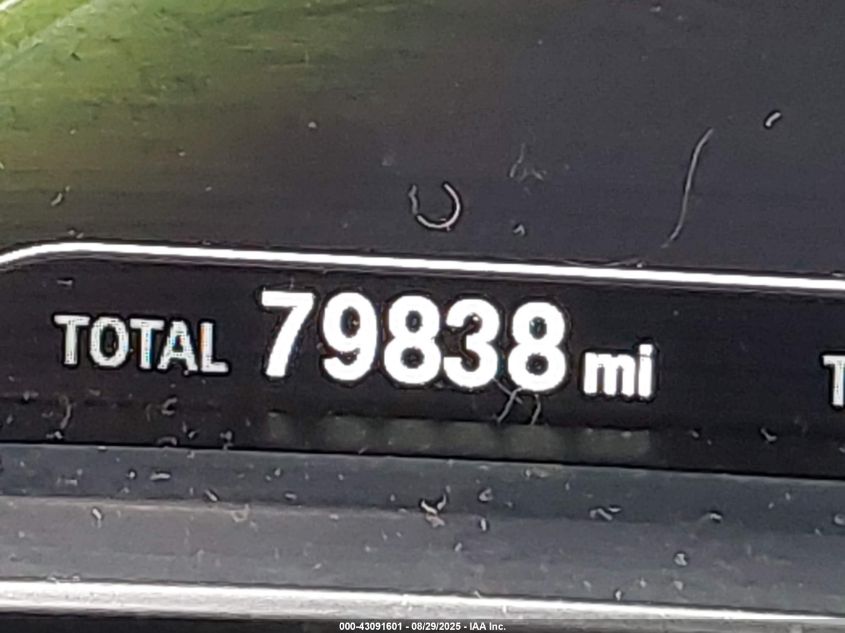 TOTAL 79838 mi T
000-43091601 - 08/29/2025 - IAA Inc.